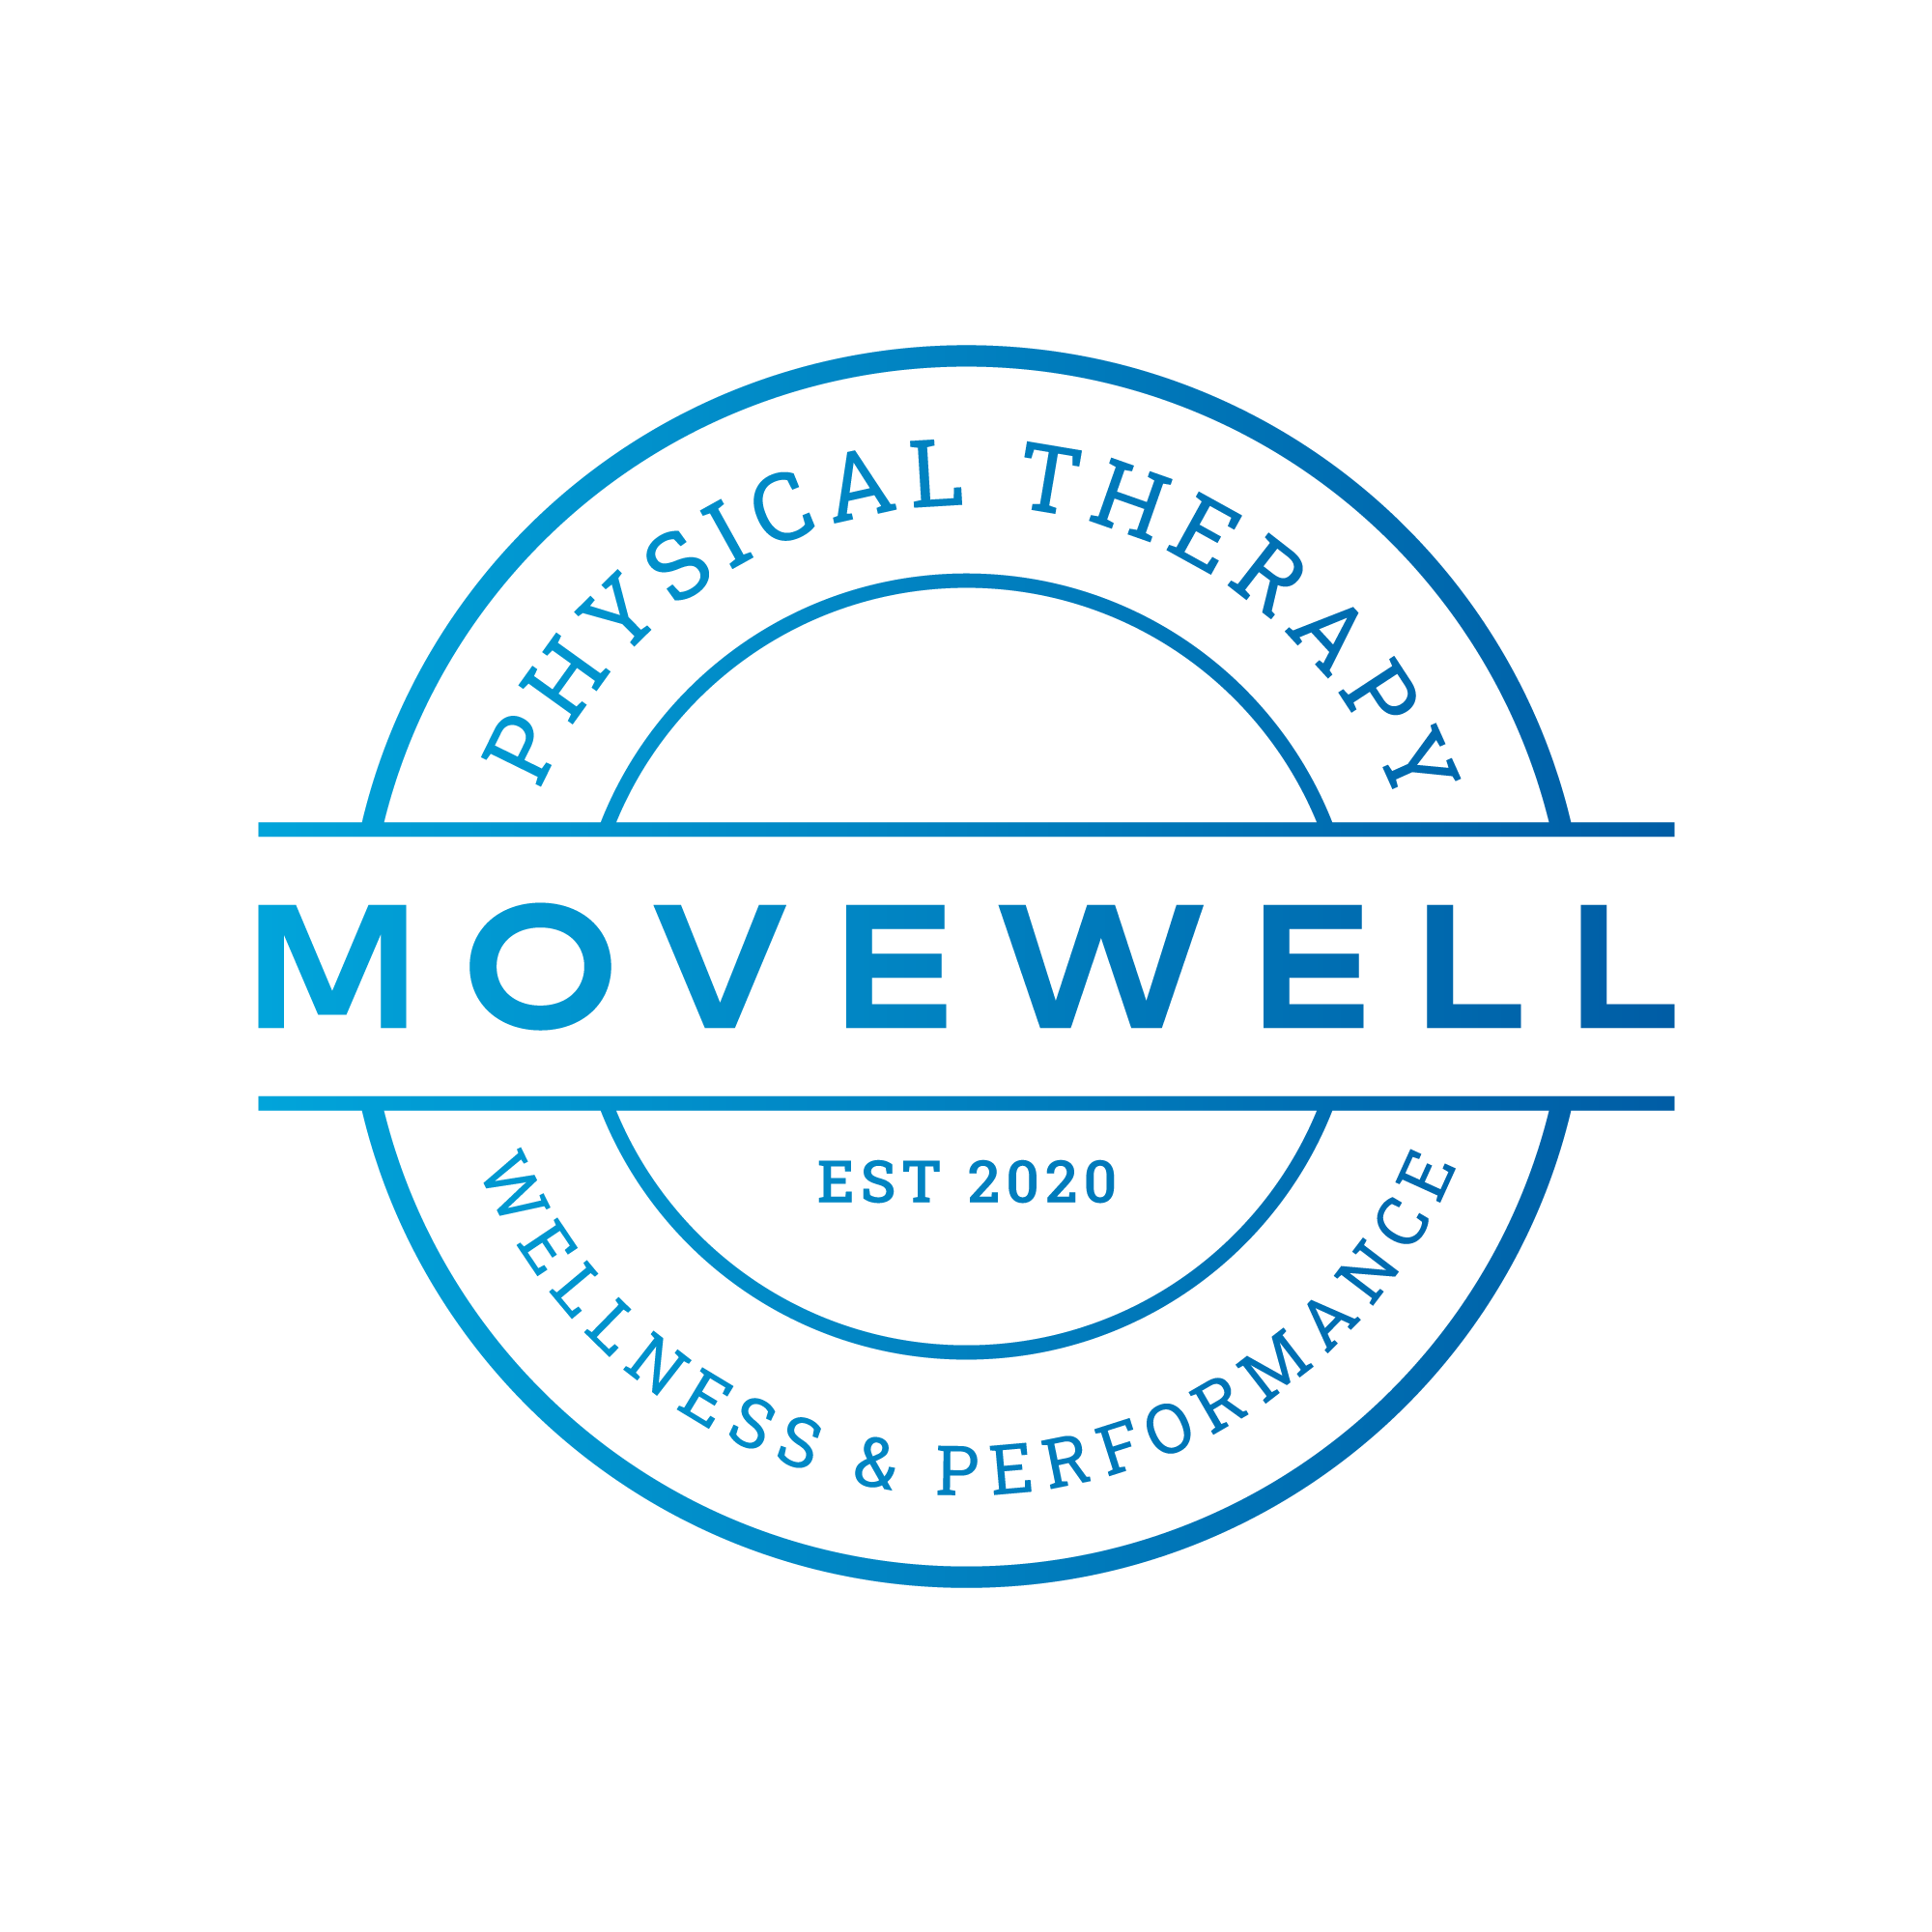 PHYSICAL THERAPY
MOVEWELL
EST 2020
WELLNESS & PERFORMANCE